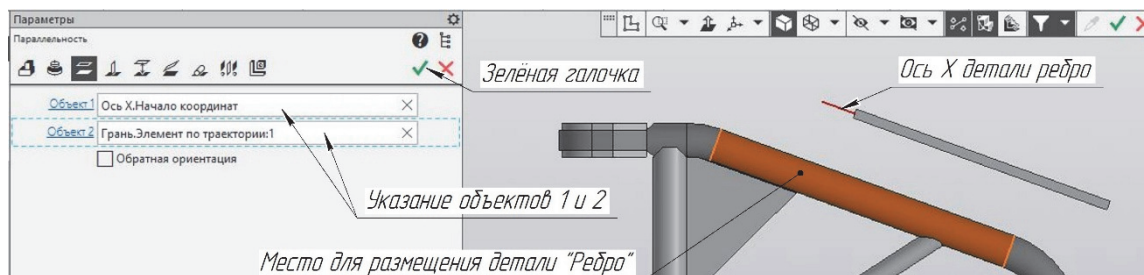 Параметры
Параллельность
Зелёная галочка
Ось X детали ребро
Объект 1 Ось X.Начало координат
Объект 2 Грань.Элемент по траектории:1
Обратная ориентация
Указание объектов 1 и 2
Место для размещения детали "Ребро"